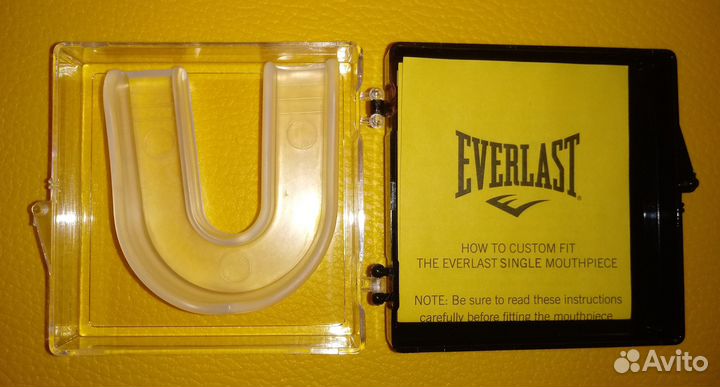 EVERLAST®
HOW TO CUSTOM FIT
THE EVERLAST SINGLE MOUTHPIECE
NOTE: Be sure to read these instructions
carefully before fitting the mouthpiece
Avito